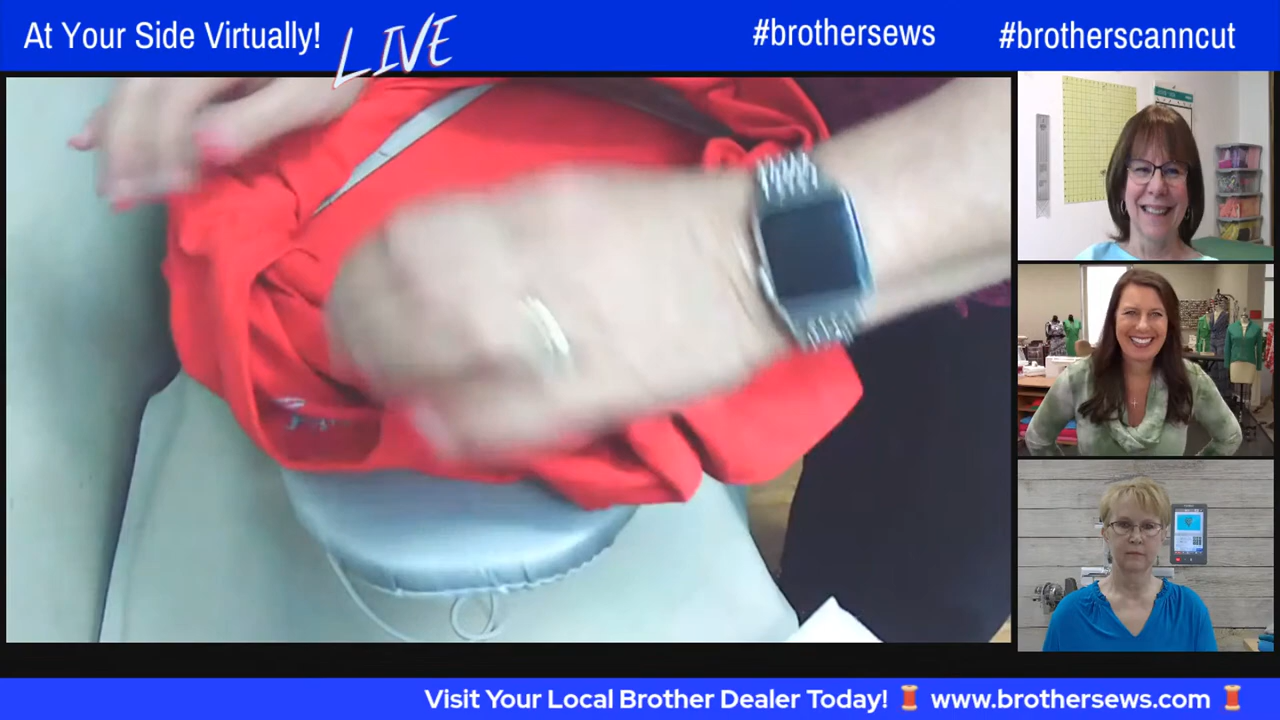 At Your Side Virtually! LIVE
#brothersews
#brotherscanncut
Visit Your Local Brother Dealer Today! www.brothersews.com